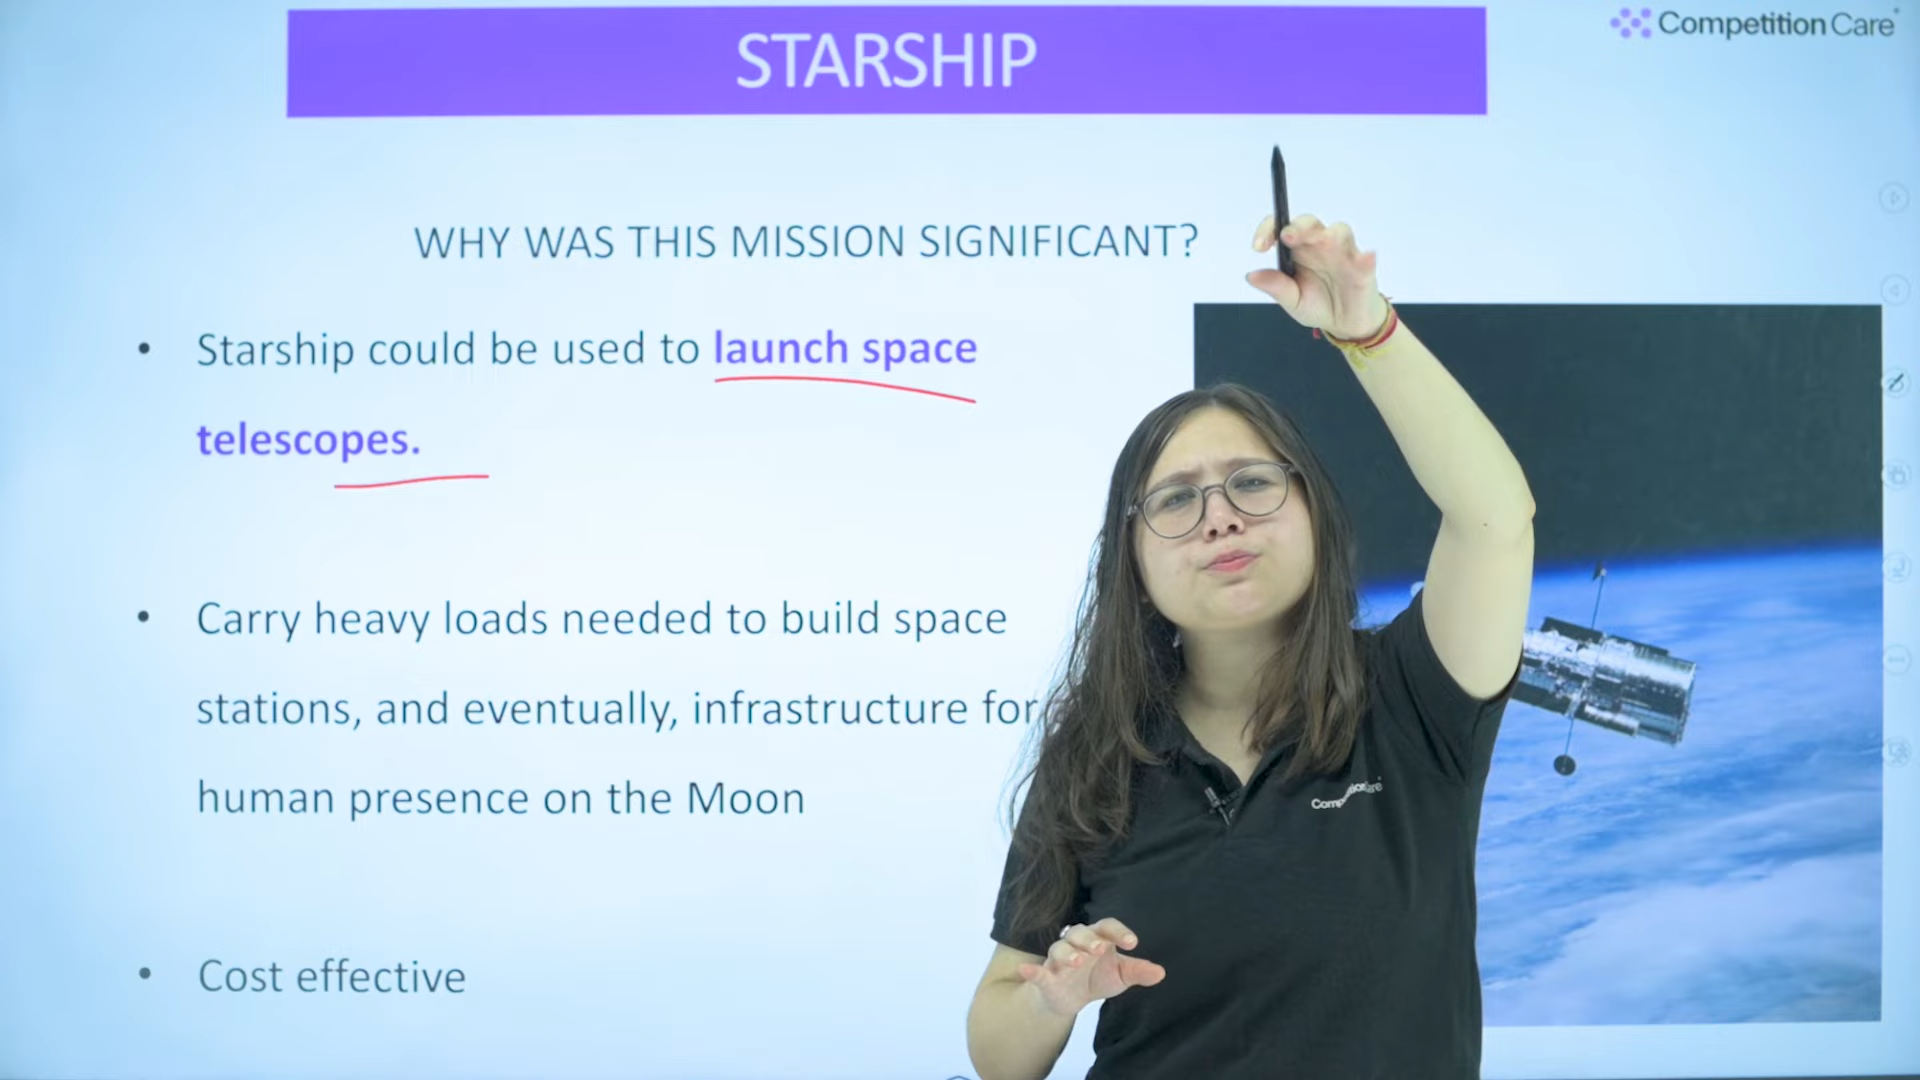 STARSHIP
Competition Care
WHY WAS THIS MISSION SIGNIFICANT?
• Starship could be used to launch space
telescopes.
• Carry heavy loads needed to build space
stations, and eventually, infrastructure for
human presence on the Moon
• Cost effective